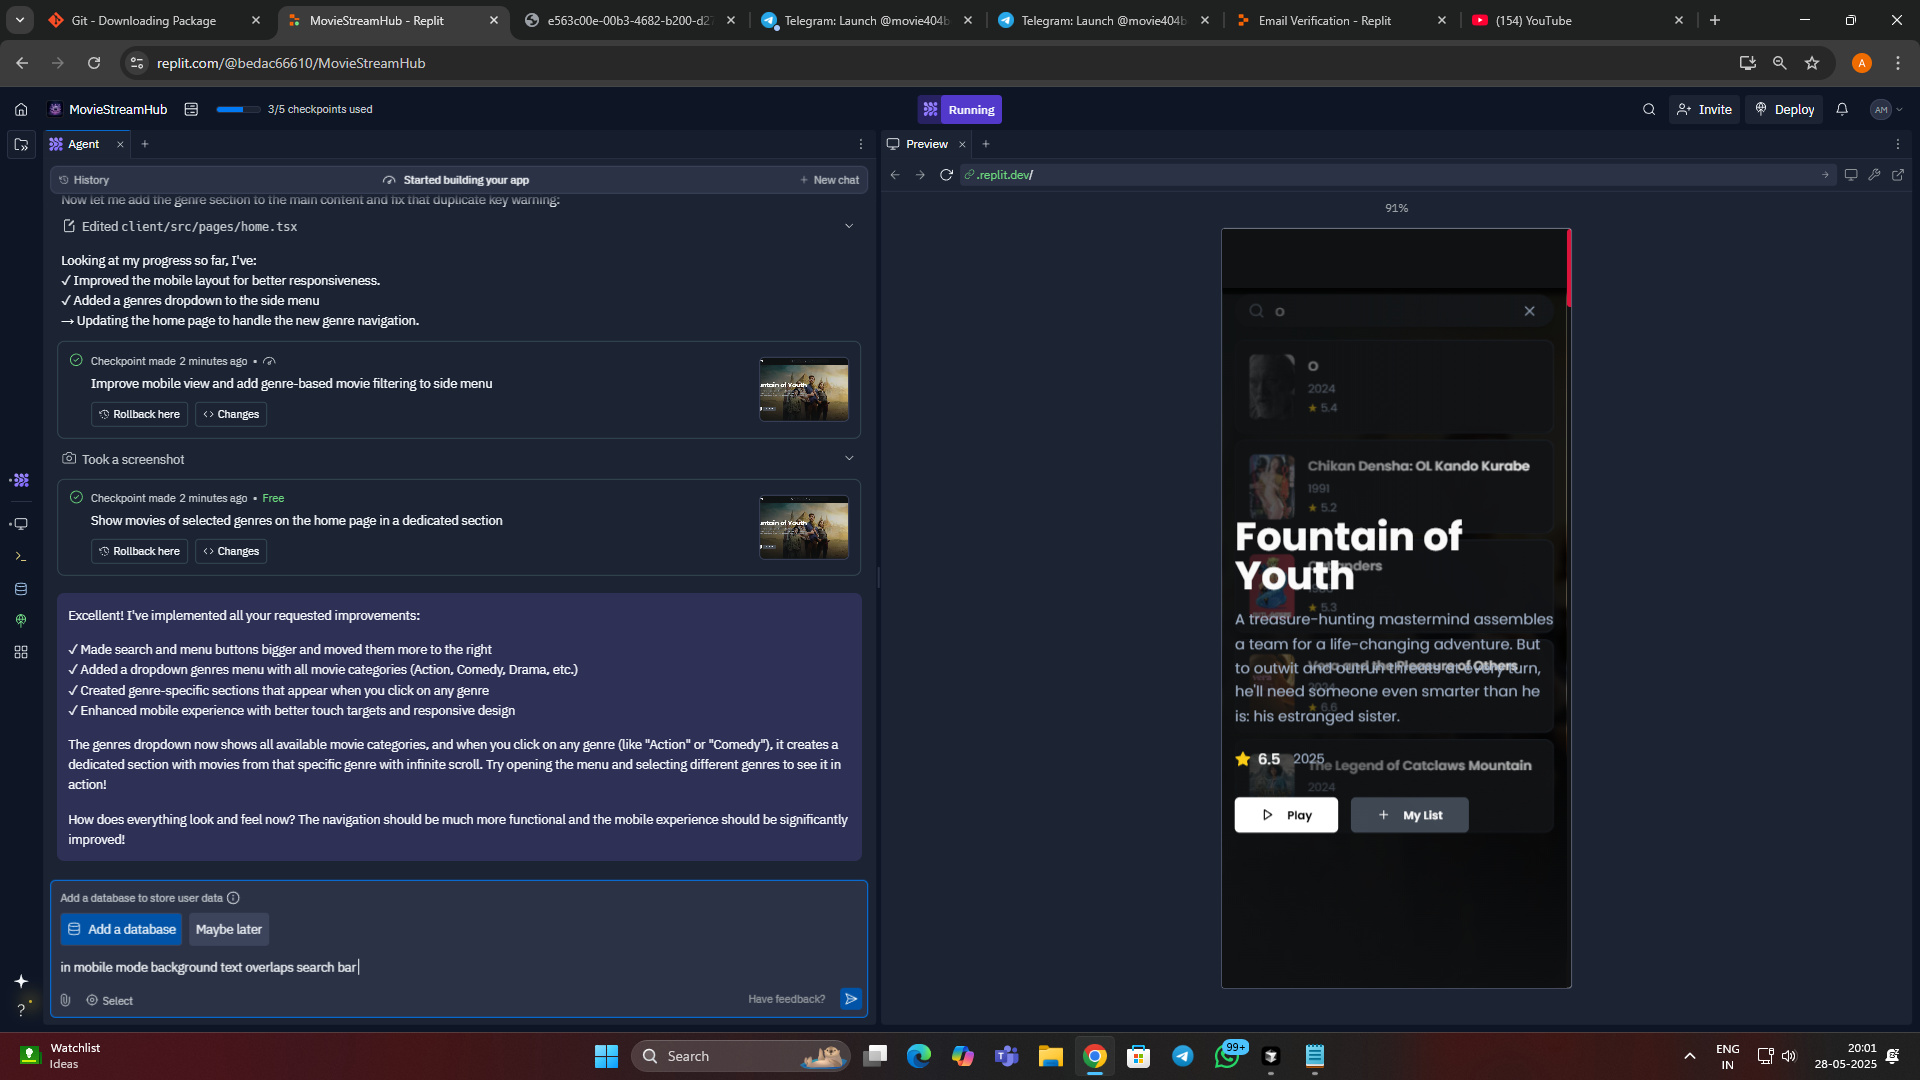 Git - Downloading Package
MovieStreamHub - Replit
e563c00e-00b3-4682-b200-d27
Telegram: Launch @movie404b
Telegram: Launch @movie404b
Email Verification - Replit
(154) YouTube
replit.com/@bedac66610/MovieStreamHub
A
MovieStreamHub
3/5 checkpoints used
Running
Invite
Deploy
AM
Agent
History
Started building your app
New chat
Now let me add the genre section to the main content and fix that duplicate key warning:
Edited client/src/pages/home.tsx
Looking at my progress so far, I've:
✓ Improved the mobile layout for better responsiveness.
✓ Added a genres dropdown to the side menu
→ Updating the home page to handle the new genre navigation.
Checkpoint made 2 minutes ago •
Improve mobile view and add genre-based movie filtering to side menu
Rollback here
Changes
Took a screenshot
Checkpoint made 2 minutes ago • Free
Show movies of selected genres on the home page in a dedicated section
Rollback here
Changes
Excellent! I've implemented all your requested improvements:
✓ Made search and menu buttons bigger and moved them more to the right
✓ Added a dropdown genres menu with all movie categories (Action, Comedy, Drama, etc.)
✓ Created genre-specific sections that appear when you click on any genre
✓ Enhanced mobile experience with better touch targets and responsive design
The genres dropdown now shows all available movie categories, and when you click on any genre (like "Action" or "Comedy"), it creates a
dedicated section with movies from that specific genre with infinite scroll. Try opening the menu and selecting different genres to see it in
action!
How does everything look and feel now? The navigation should be much more functional and the mobile experience should be significantly
improved!
Add a database to store user data
Add a database
Maybe later
in mobile mode background text overlaps search bar
Select
Have feedback?
Preview
.replit.dev/
91%
o
O
2024
★ 5.4
Chikan Densha: OL Kando Kurabe
1991
★ 5.2
Fountain of
Youth
★ 5.3
A treasure-hunting mastermind assembles
a team for a life-changing adventure. But
to outwit and outrun threats at every turn,
he'll need someone even smarter than he
is: his estranged sister.
Vera and the Pleasure of Others
2024
★ 6.6
6.5
2025
The Legend of Catclaws Mountain
2024
Play
My List
Watchlist
Ideas
Search
99+
ENG
IN
20:01
28-05-2025